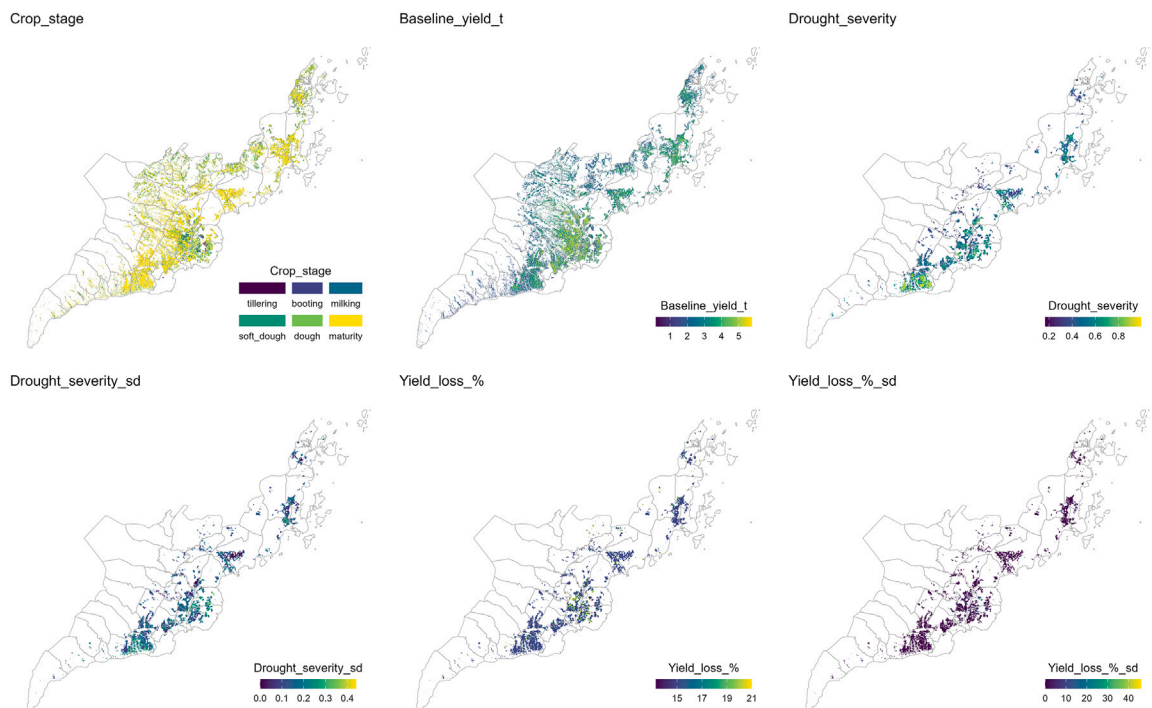 Crop_stage
Baseline_yield_t
Drought_severity
Crop_stage
tillering booting milking
soft_dough dough maturity
Baseline_yield_t
1 2 3 4 5
Drought_severity
0.2 0.4 0.6 0.8
Drought_severity_sd
Yield_loss_%
Yield_loss_%_sd
Drought_severity_sd
0.0 0.1 0.2 0.3 0.4
Yield_loss_%
15 17 19 21
Yield_loss_%_sd
0 10 20 30 40